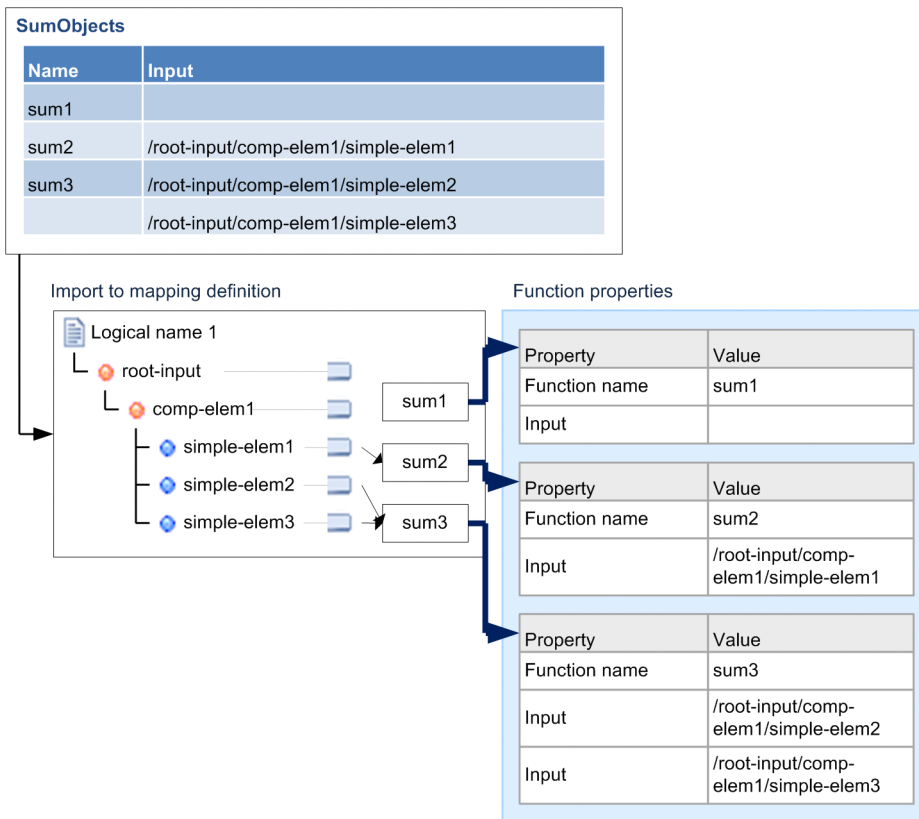 SumObjects
Name Input
sum1
sum2 /root-input/comp-elem1/simple-elem1
sum3 /root-input/comp-elem1/simple-elem2
/root-input/comp-elem1/simple-elem3
Import to mapping definition
Logical name 1
root-input
comp-elem1
simple-elem1
simple-elem2
simple-elem3
sum1
sum2
sum3
Function properties
Property Value
Function name sum1
Input
Property Value
Function name sum2
Input /root-input/comp-
elem1/simple-elem1
Property Value
Function name sum3
Input /root-input/comp-
elem1/simple-elem2
Input /root-input/comp-
elem1/simple-elem3